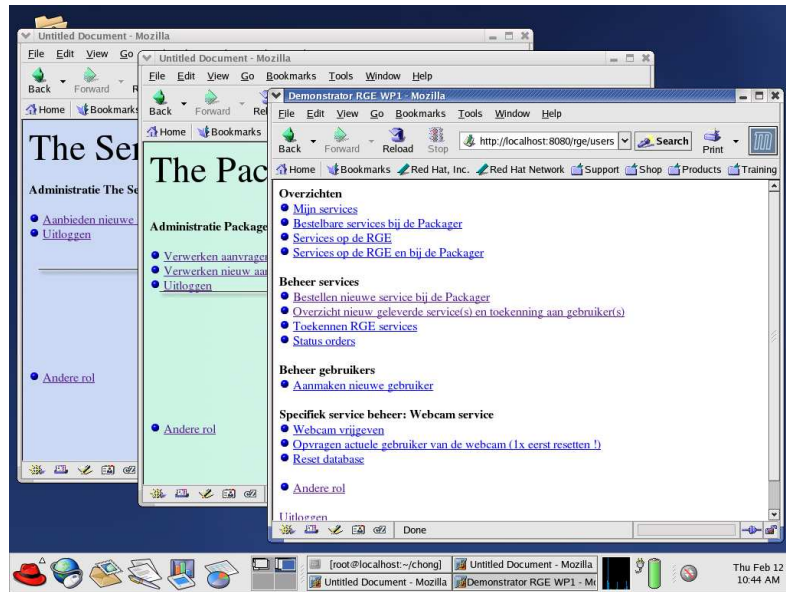 Untitled Document - Mozilla
File Edit View Go
Back Forward
Home Bookmarks
The Ser
Administratie The Se
Aanbieden nieuwe
Uitloggen
Andere rol
Untitled Document - Mozilla
File Edit View Go Bookmarks Tools Window Help
Back Forward Rel
Home Bookmarks
The Pac
Administratie Package
Verwerken aanvragen
Verwerken nieuw aan
Uitloggen
Andere rol
Demonstrator RGE WP1 - Mozilla
File Edit View Go Bookmarks Tools Window Help
Back Forward Reload Stop http://localhost:8080/rge/users Search Print
Home Bookmarks Red Hat, Inc. Red Hat Network Support Shop Products Training
Overzichten
Mijn services
Bestelbare services bij de Packager
Services op de RGE
Services op de RGE en bij de Packager
Beheer services
Bestellen nieuwe service bij de Packager
Overzicht nieuw geleverde service(s) en toekenning aan gebruiker(s)
Toekennen RGE services
Status orders
Beheer gebruikers
Aanmaken nieuwe gebruiker
Specifiek service beheer: Webcam service
Webcam vrijgeven
Opvragen actuele gebruiker van de webcam (1x eerst resetten !)
Reset database
Andere rol
Uitloggen
Done
[root@localhost:~/chong] Untitled Document - Mozilla
Untitled Document - Mozilla Demonstrator RGE WP1 - Mo
Thu Feb 12
10:44 AM